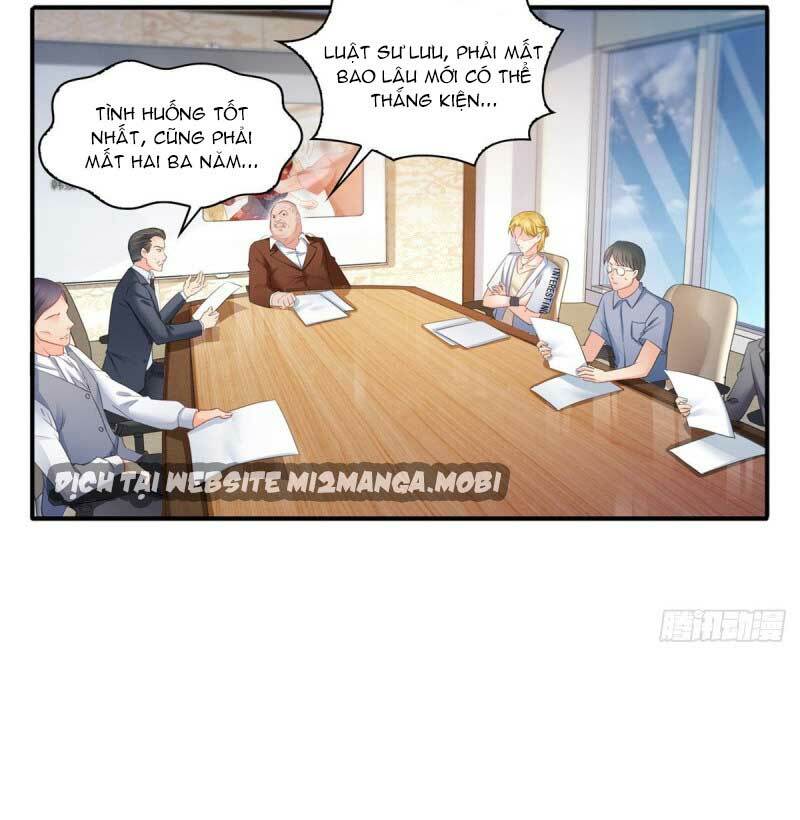 LUẬT SƯ LƯU, PHẢI MẤT
BAO LÂU MỚI CÓ THỂ
THẮNG KIỆN...
TÌNH HUỐNG TỐT
NHẤT, CŨNG PHẢI
MẤT HAI BA NĂM...
INTERESTING
DỊCH TẠI WEBSITE MI2MANGA.MOBI
腾讯动漫